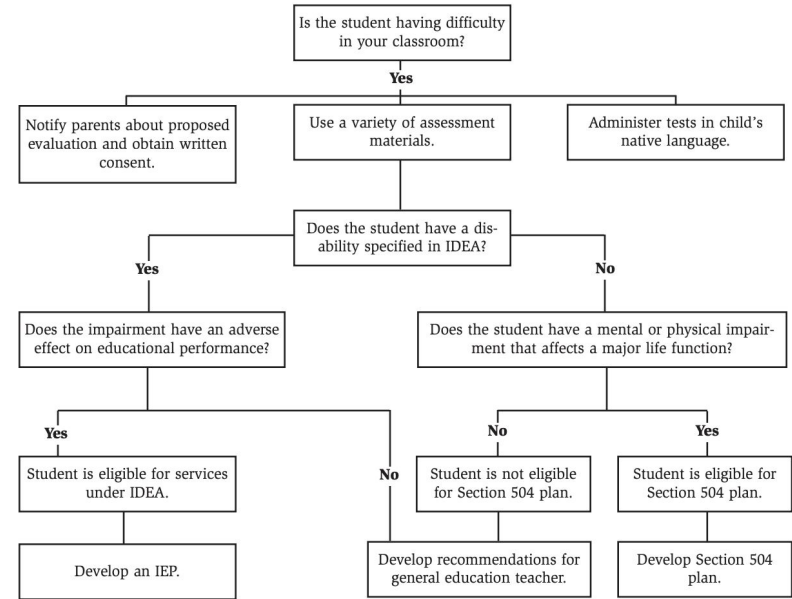 Is the student having difficulty
in your classroom?
Yes
Notify parents about proposed
evaluation and obtain written
consent.
Use a variety of assessment
materials.
Administer tests in child's
native language.
Does the student have a dis-
ability specified in IDEA?
Yes
No
Does the impairment have an adverse
effect on educational performance?
Does the student have a mental or physical impair-
ment that affects a major life function?
Yes
No
No
Yes
Student is eligible for services
under IDEA.
Student is not eligible
for Section 504 plan.
Student is eligible for
Section 504 plan.
Develop an IEP.
Develop recommendations for
general education teacher.
Develop Section 504
plan.